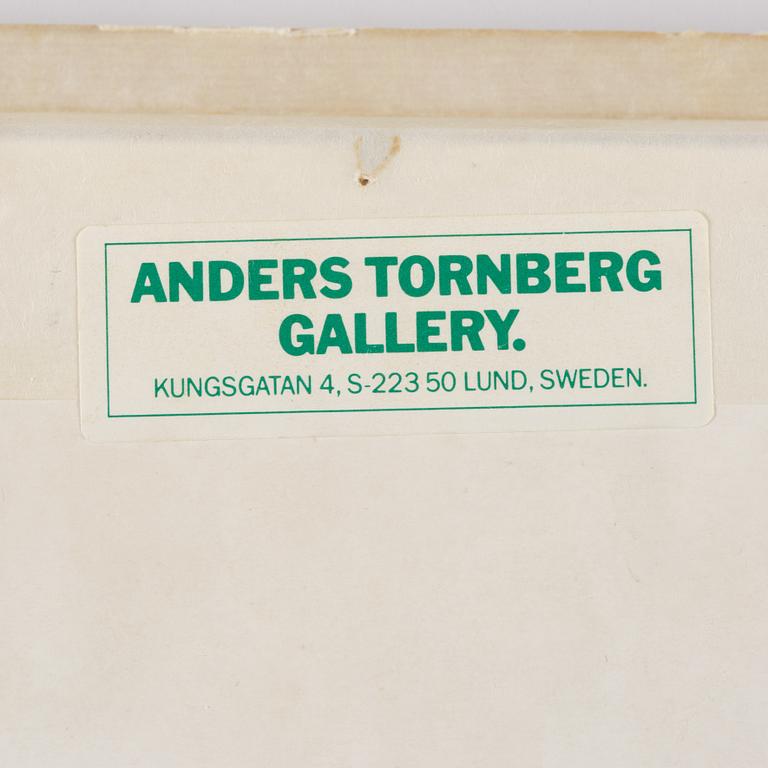 ANDERS TORNBERG
GALLERY.
KUNGSGATAN 4, S-223 50 LUND, SWEDEN.